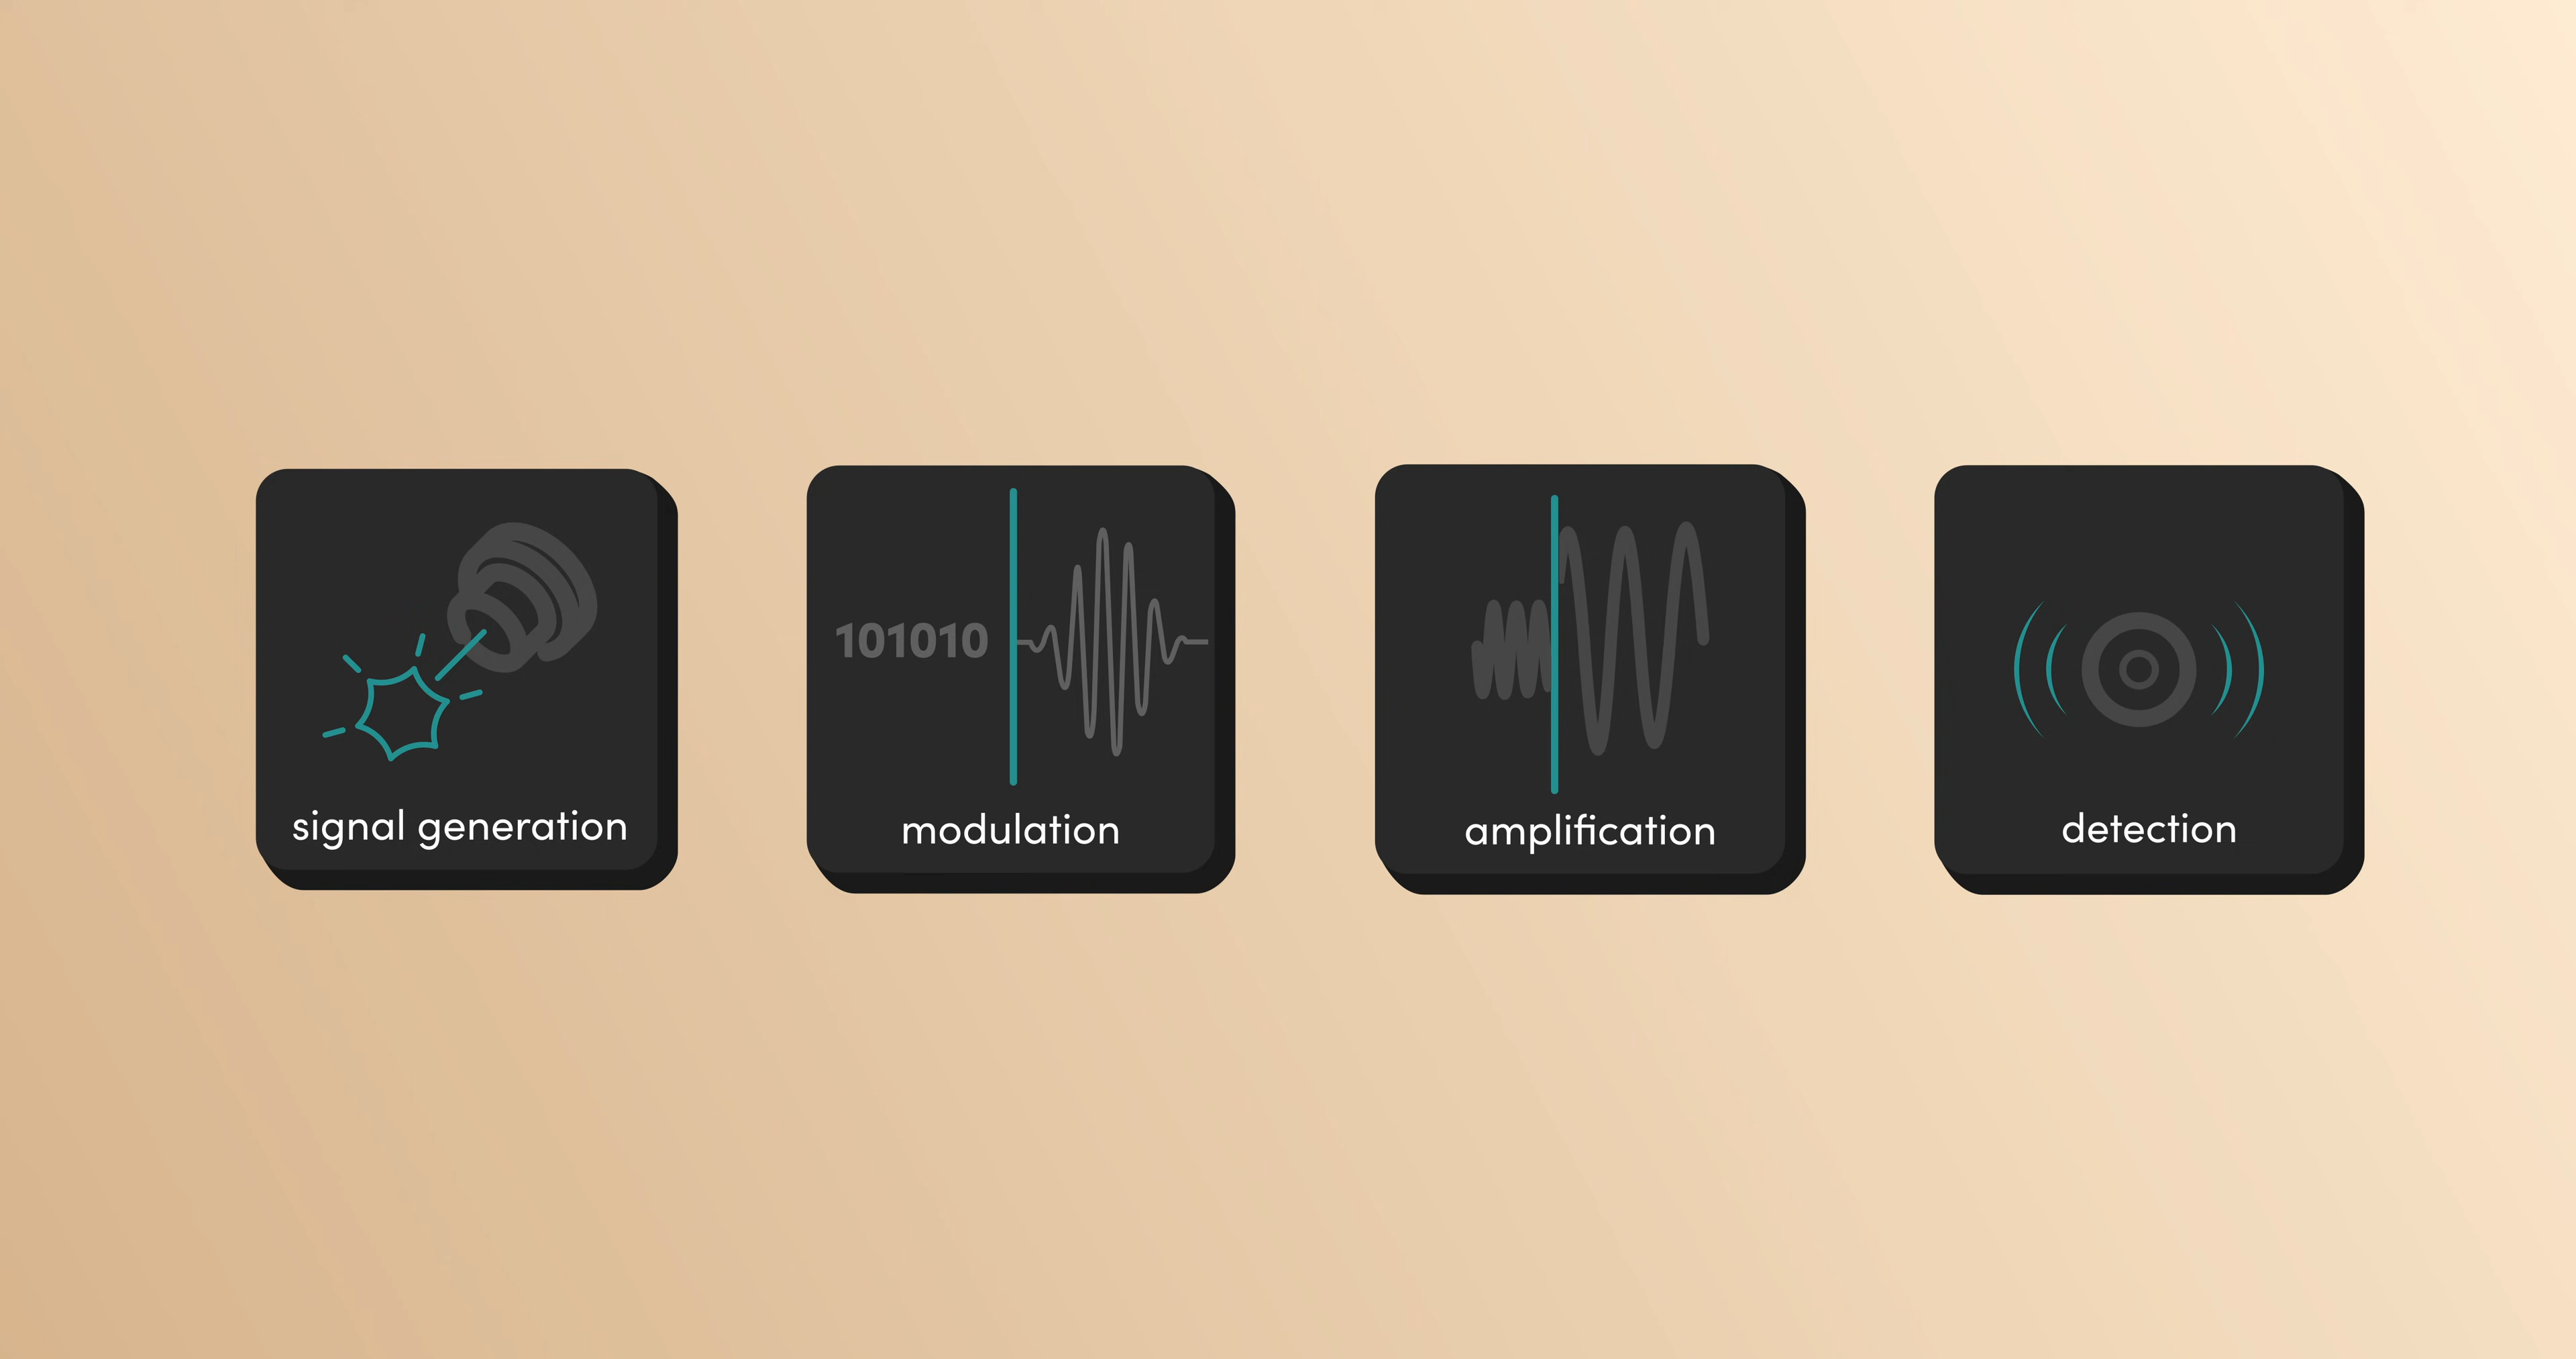 signal generation
101010
modulation
amplification
detection